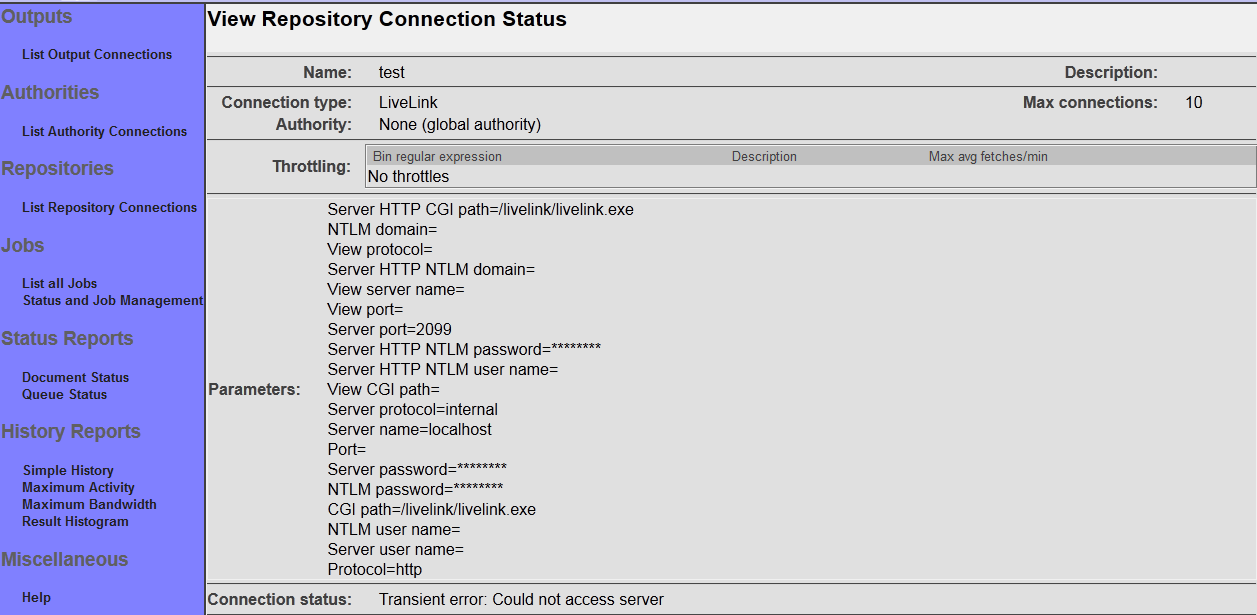 Outputs
List Output Connections
Authorities
List Authority Connections
Repositories
List Repository Connections
Jobs
List all Jobs
Status and Job Management
Status Reports
Document Status
Queue Status
History Reports
Simple History
Maximum Activity
Maximum Bandwidth
Result Histogram
Miscellaneous
Help
View Repository Connection Status
Name: test Description:
Connection type: LiveLink Max connections: 10
Authority: None (global authority)
Throttling:
Bin regular expression Description Max avg fetches/min
No throttles
Parameters:
Server HTTP CGI path=/livelink/livelink.exe
NTLM domain=
View protocol=
Server HTTP NTLM domain=
View server name=
View port=
Server port=2099
Server HTTP NTLM password=********
Server HTTP NTLM user name=
View CGI path=
Server protocol=internal
Server name=localhost
Port=
Server password=********
NTLM password=********
CGI path=/livelink/livelink.exe
NTLM user name=
Server user name=
Protocol=http
Connection status: Transient error: Could not access server